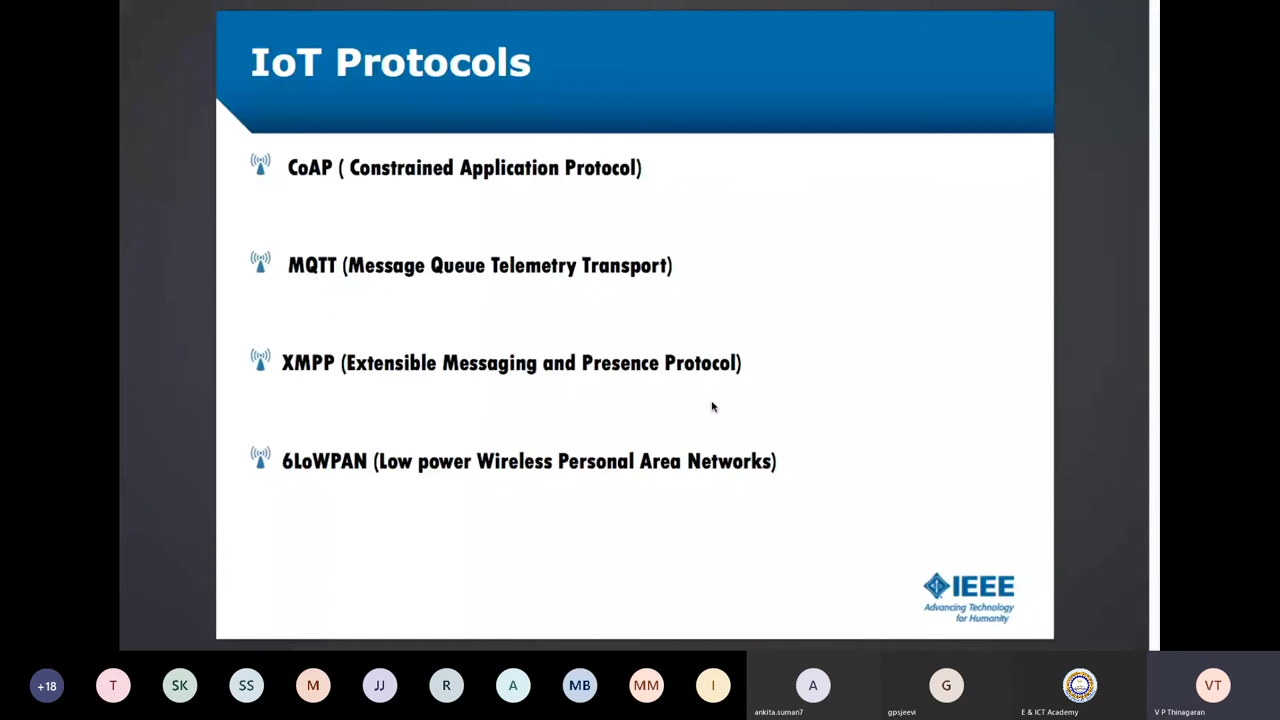 IoT Protocols
CoAP ( Constrained Application Protocol)
MQTT (Message Queue Telemetry Transport)
XMPP (Extensible Messaging and Presence Protocol)
6LoWPAN (Low power Wireless Personal Area Networks)
IEEE
Advancing Technology
for Humanity
+18 T SK SS M JJ R A MB MM I A G VT
ankita.suman7 gpsjeevi E & ICT Academy V P Thinagaran